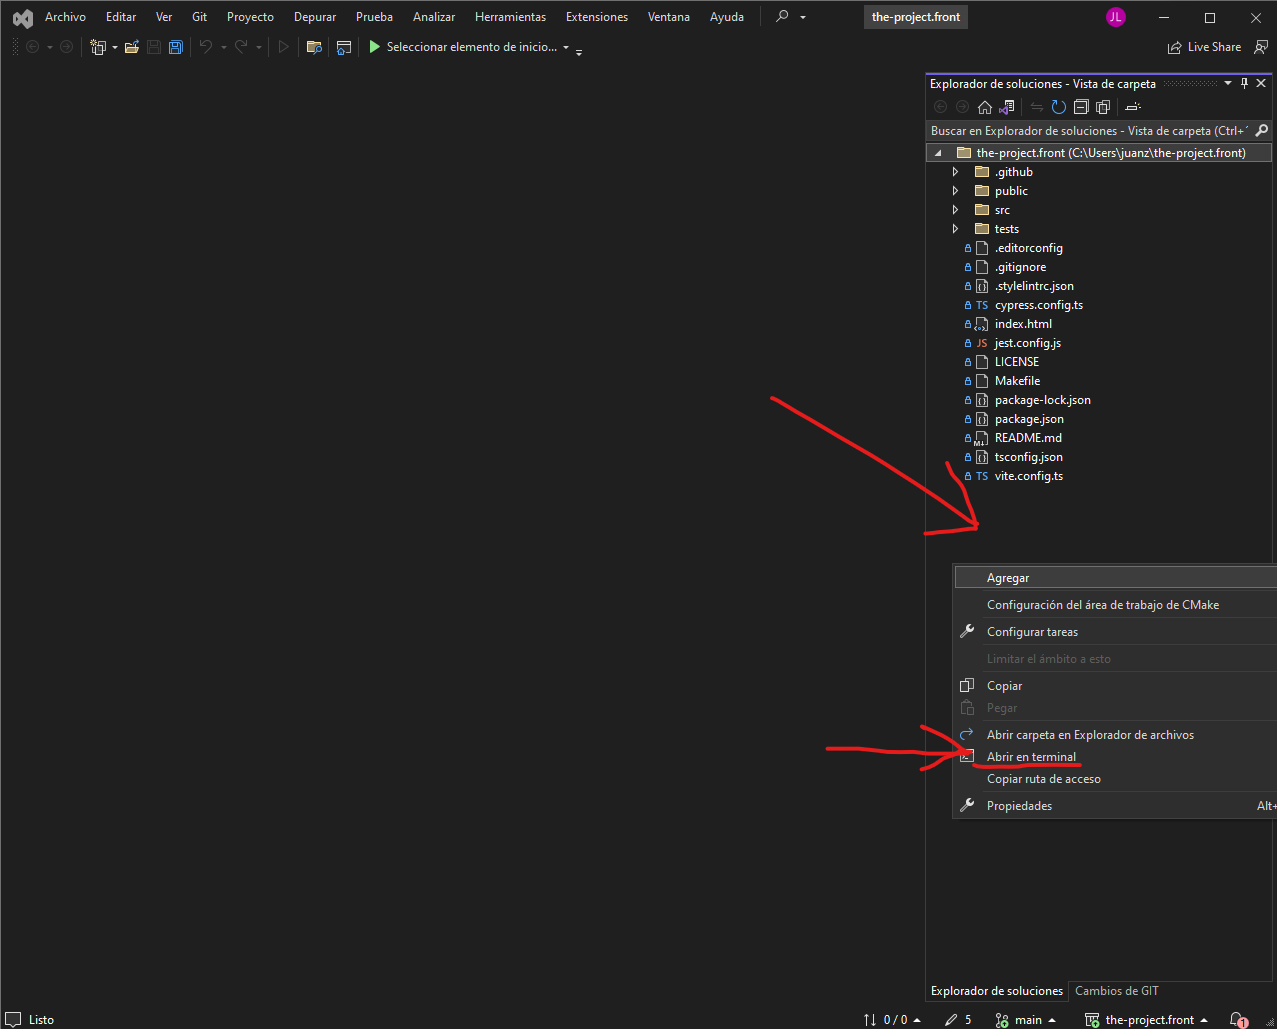 Archivo Editar Ver Git Proyecto Depurar Prueba Analizar Herramientas Extensiones Ventana Ayuda the-project.front JL
Seleccionar elemento de inicio... Live Share
Explorador de soluciones - Vista de carpeta
Buscar en Explorador de soluciones - Vista de carpeta (Ctrl+
the-project.front (C:\Users\juanz\the-project.front)
.github
public
src
tests
.editorconfig
.gitignore
.stylelintrc.json
TS cypress.config.ts
index.html
JS jest.config.js
LICENSE
Makefile
package-lock.json
package.json
README.md
tsconfig.json
TS vite.config.ts
Agregar
Configuración del área de trabajo de CMake
Configurar tareas
Limitar el ámbito a esto
Copiar
Pegar
Abrir carpeta en Explorador de archivos
Abrir en terminal
Copiar ruta de acceso
Propiedades Alt+
Explorador de soluciones Cambios de GIT
Listo 0 / 0 5 main the-project.front 1